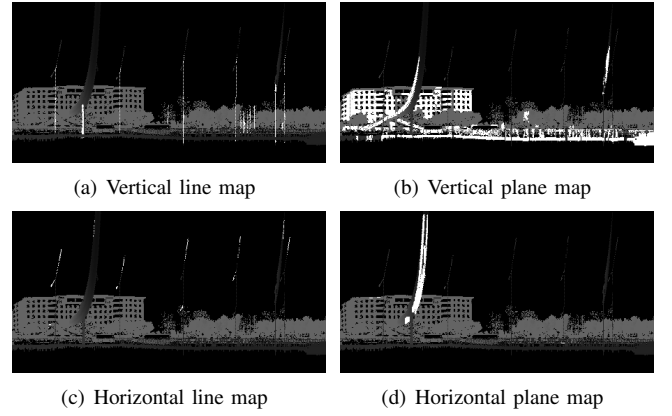 (a) Vertical line map
(b) Vertical plane map
(c) Horizontal line map
(d) Horizontal plane map